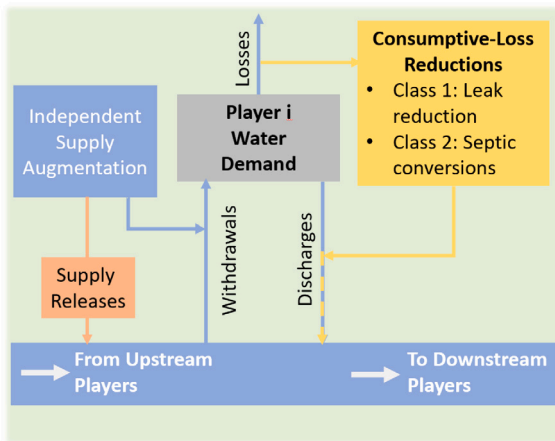 Losses
Consumptive-Loss
Reductions
• Class 1: Leak
reduction
• Class 2: Septic
conversions
Independent
Supply
Augmentation
Player i
Water
Demand
Supply
Releases
Withdrawals
Discharges
From Upstream
Players
To Downstream
Players